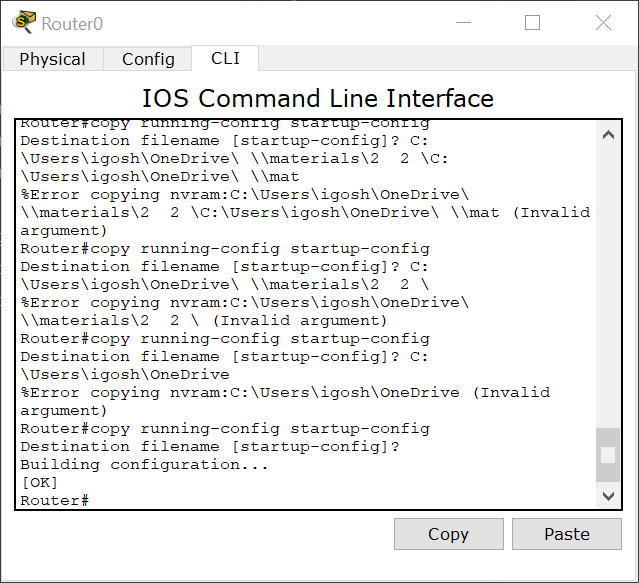 Router0
Physical Config CLI
IOS Command Line Interface
Router#copy running-config startup-config
Destination filename [startup-config]? C:
\Users\igosh\OneDrive\ \\materials\2  2 \C:
\Users\igosh\OneDrive\ \\mat
%Error copying nvram:C:\Users\igosh\OneDrive\
\\materials\2  2 \C:\Users\igosh\OneDrive\ \\mat (Invalid
argument)
Router#copy running-config startup-config
Destination filename [startup-config]? C:
\Users\igosh\OneDrive\ \\materials\2  2 \
%Error copying nvram:C:\Users\igosh\OneDrive\
\\materials\2  2 \ (Invalid argument)
Router#copy running-config startup-config
Destination filename [startup-config]? C:
\Users\igosh\OneDrive
%Error copying nvram:C:\Users\igosh\OneDrive (Invalid
argument)
Router#copy running-config startup-config
Destination filename [startup-config]?
Building configuration...
[OK]
Router#
Copy Paste